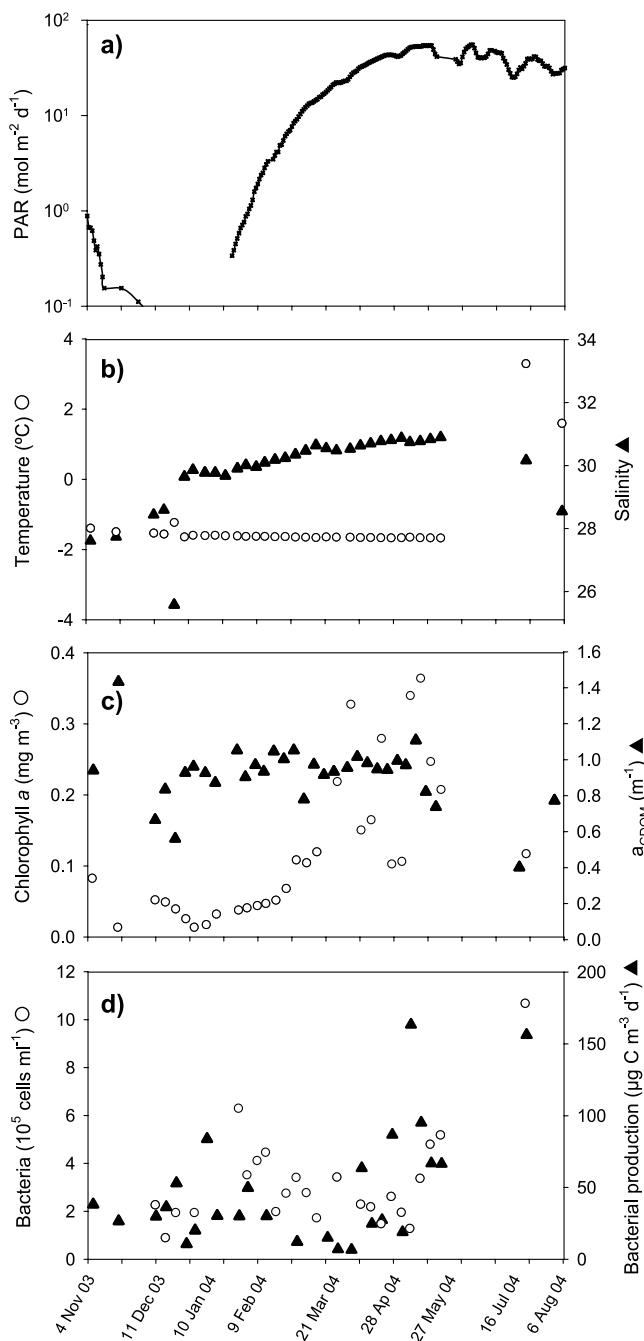 a)
PAR (mol m⁻² d⁻¹)
10²
10¹
10⁰
10⁻¹
b)
Temperature (ºC) ○
4
2
0
-2
-4
34
32
30
28
26
Salinity ▲
c)
Chlorophyll a (mg m⁻³) ○
0.4
0.3
0.2
0.1
0.0
1.6
1.4
1.2
1.0
0.8
0.6
0.4
0.2
0.0
a_CDOM (m⁻¹) ▲
d)
Bacteria (10⁵ cells ml⁻¹) ○
12
10
8
6
4
2
0
200
150
100
50
0
Bacterial production (µg C m⁻³ d⁻¹) ▲
4 Nov 03
11 Dec 03
10 Jan 04
9 Feb 04
21 Mar 04
28 Ap 04
27 May 04
16 Jul 04
6 Aug 04